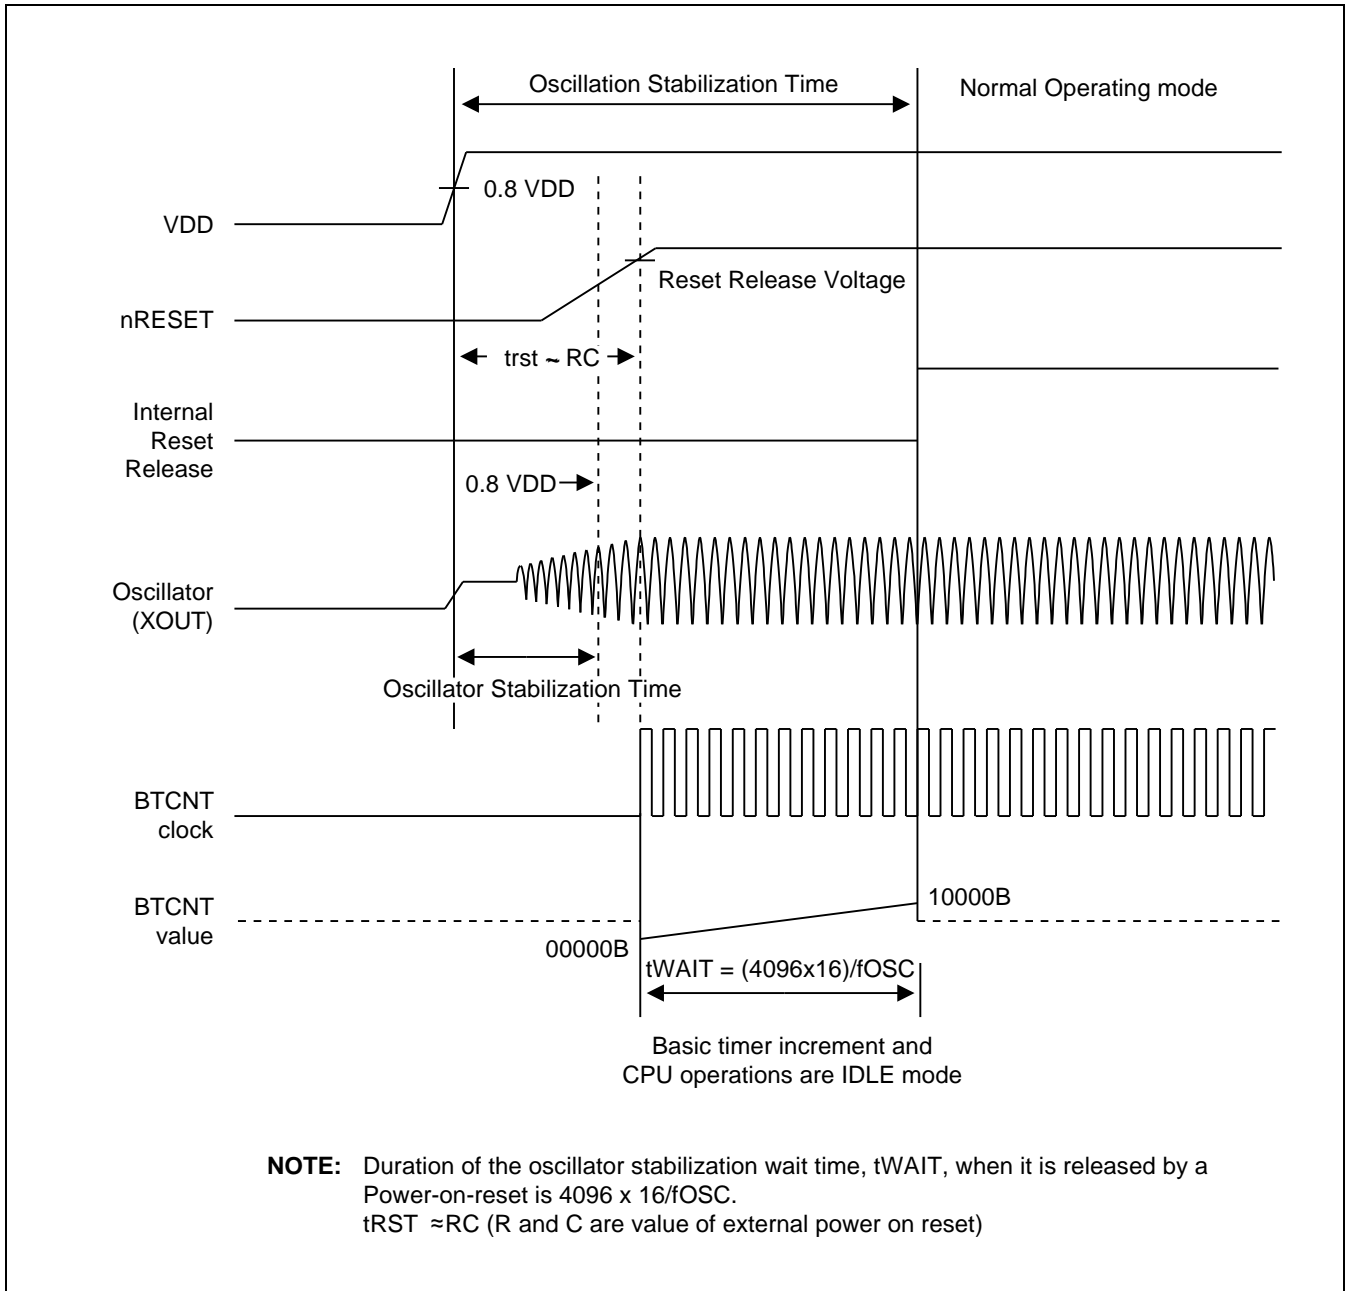 Oscillation Stabilization Time
Normal Operating mode
0.8 VDD
VDD
Reset Release Voltage
nRESET
trst ~ RC
Internal
Reset
Release
0.8 VDD
Oscillator
(XOUT)
Oscillator Stabilization Time
BTCNT
clock
10000B
BTCNT
value
00000B
tWAIT = (4096x16)/fOSC
Basic timer increment and
CPU operations are IDLE mode
NOTE: Duration of the oscillator stabilization wait time, tWAIT, when it is released by a
Power-on-reset is 4096 x 16/fOSC.
tRST ≈RC (R and C are value of external power on reset)